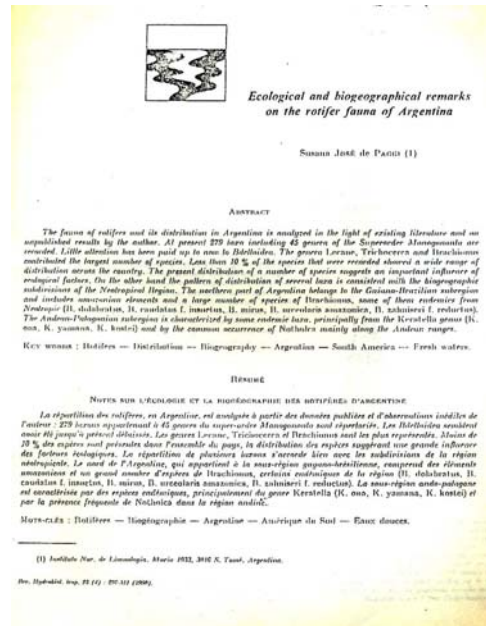 Ecological and biogeographical remarks
on the rotifer fauna of Argentina
Susana JOSÉ de PAGGI (1)
ABSTRACT
The fauna of rotifers and its distribution in Argentina is analyzed in the light of existing literature and on
unpublished results by the author. At present 279 taxa including 45 genera of the Superorder Monogononta are
recorded. Little attention has been paid up to now to Bdelloidea. The genera Lecane, Trichocerca and Brachionus
contributed the largest number of species. Less than 10 % of the species that were recorded showed a wide range of
distribution across the country. The present distribution of a number of species suggests an important influence of
ecological factors. On the other hand the pattern of distribution of several taxa is consistent with the biogeographic
subdivisions of the Neotropical Region. The northern part of Argentina belongs to the Guiana-Brazilian subregion
and includes amazonian elements and a large number of species of Brachionus, some of them endemics from
Neotropic (B. dolabratus, B. caudatus f. insuetus, B. mirus, B. urceolaris amazonica, B. zahniseri f. reductus).
The Andean-Patagonian subregion is characterized by some endemic taxa, principally from the Keratella genus (K.
ona, K. yamana, K. kostei) and by the common occurrence of Notholca mainly along the Andean ranges.
KEY WORDS : Rotifers — Distribution — Biogeography — Argentina — South America — Fresh waters.
RÉSUMÉ
NOTES SUR L'ÉCOLOGIE ET LA BIOGÉOGRAPHIE DES ROTIFÈRES D'ARGENTINE
La répartition des rotifères, en Argentine, est analysée à partir des données publiées et d'observations inédites de
l'auteur : 279 taxons appartenant à 45 genres du super-ordre Monogononta sont répertoriés. Les Bdelloidea semblent
avoir été jusqu'à présent délaissés. Les genres Lecane, Trichocerca et Brachionus sont les plus représentés. Moins de
10 % des espèces sont présentes dans l'ensemble du pays, la distribution des espèces suggérant une grande influence
des facteurs écologiques. La répartition de plusieurs taxons s'accorde bien avec les subdivisions de la région
néotropicale. Le nord de l'Argentine, qui appartient à la sous-région guyano-brésilienne, comprend des éléments
amazoniens et un grand nombre d'espèces de Brachionus, certains endémiques de la région (B. dolabratus, B.
caudatus f. insuetus, B. mirus, B. urceolaris amazonica, B. zahniseri f. reductus). La sous-région ando-patagone
est caractérisée par des espèces endémiques, principalement du genre Keratella (K. ona, K. yamana, K. kostei) et
par la présence fréquente de Notholca dans la région andine.
MOTS-CLÉS : Rotifères — Biogéographie — Argentine — Amérique du Sud — Eaux douces.
(1) Instituto Nac. de Limnología, Maciá 1933, 3016 S. Tomé, Argentina.
Rev. Hydrobiol. trop. 23 (4) : 297-311 (1990).